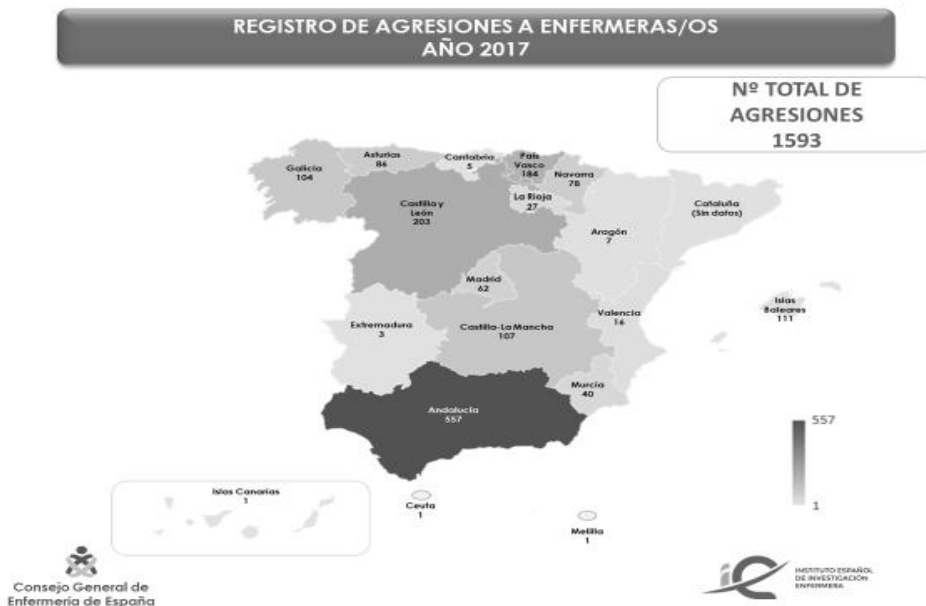 REGISTRO DE AGRESIONES A ENFERMERAS/OS
AÑO 2017
Nº TOTAL DE
AGRESIONES
1593
Galicia
104
Asturias
86
Cantabria
5
País
Vasco
184
Navarra
78
La Rioja
27
Castilla y
León
203
Aragón
7
Cataluña
(Sin datos)
Madrid
62
Extremadura
3
Castilla-La Mancha
107
Valencia
16
Islas
Baleares
111
Murcia
40
Andalucía
557
557
1
Islas Canarias
1
Ceuta
1
Melilla
1
Consejo General de
Enfermería de España
INSTITUTO ESPAÑOL
DE INVESTIGACIÓN
ENFERMERA